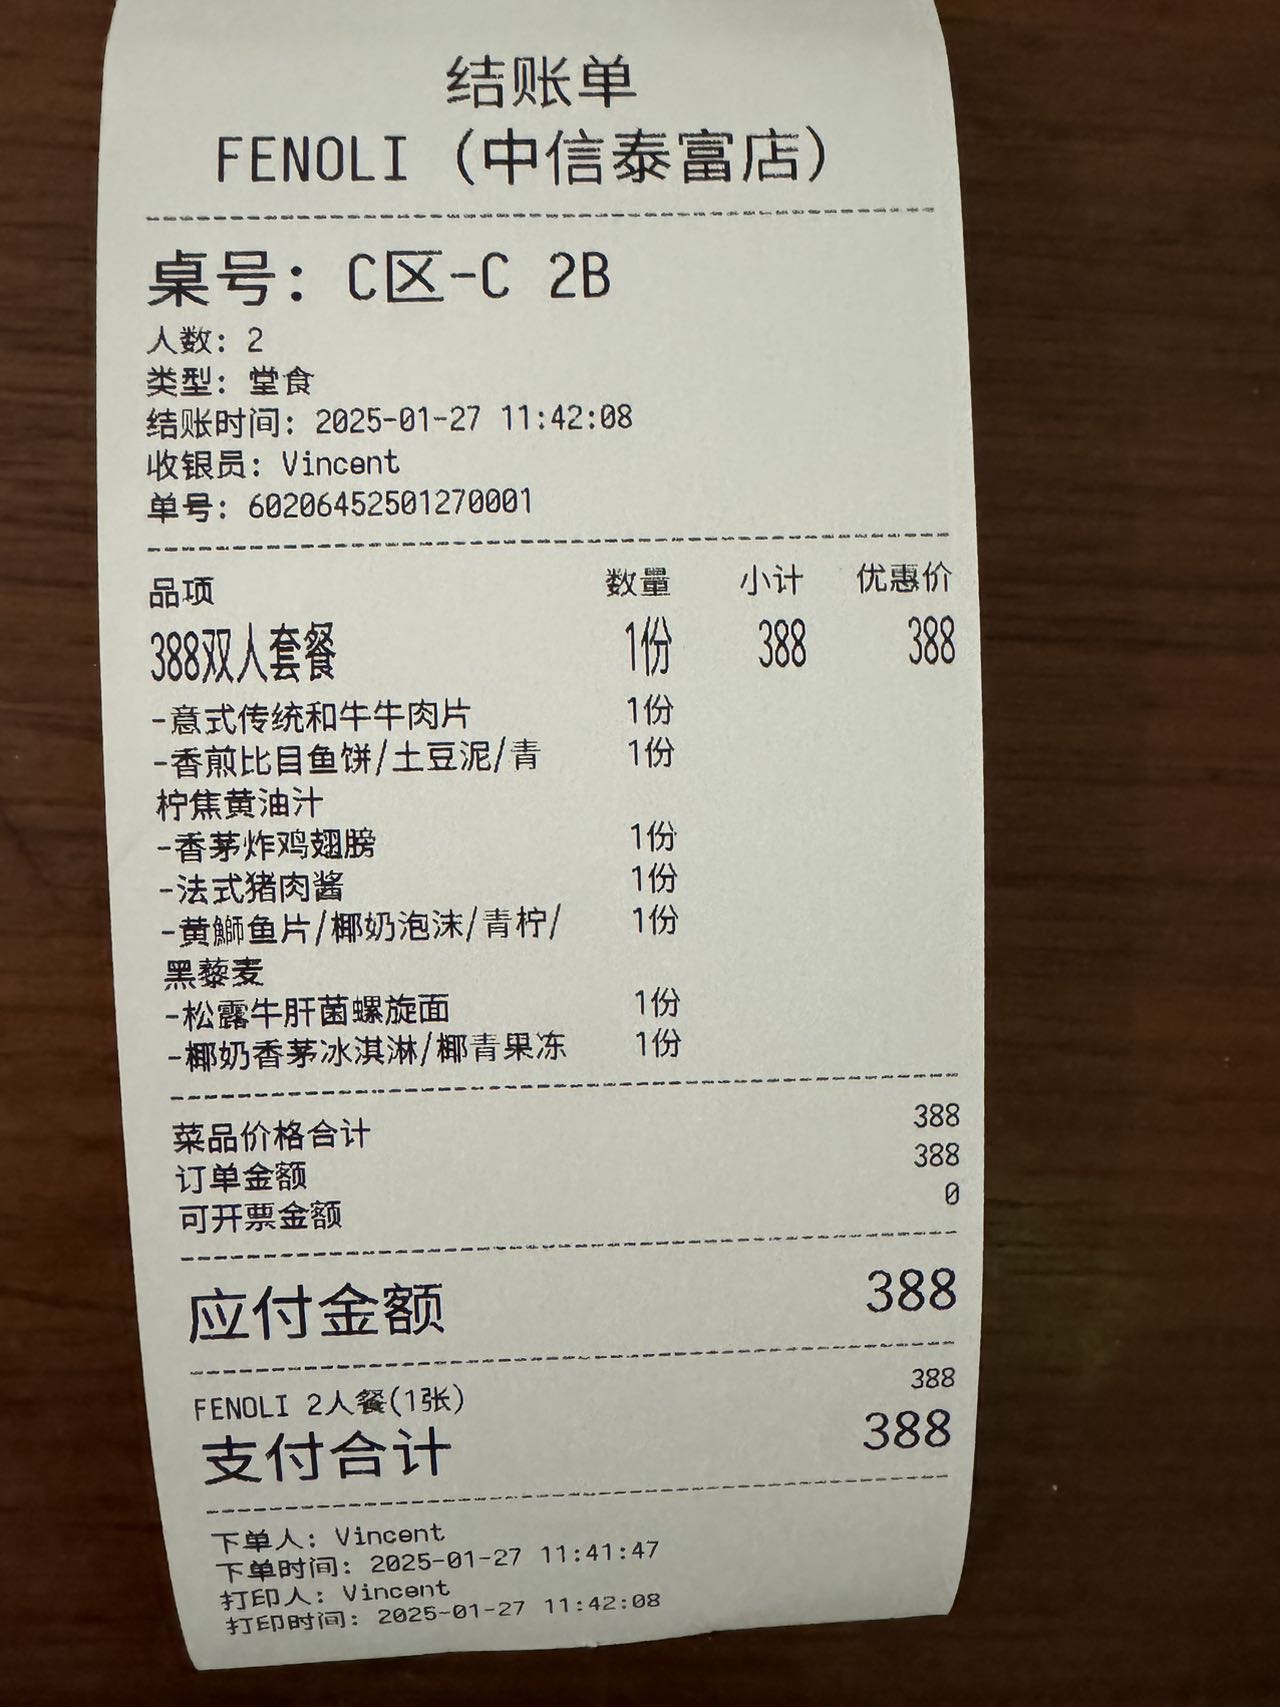 结账单
FENOLI（中信泰富店）
桌号：C区-C 2B
人数：2
类型：堂食
结账时间：2025-01-27 11:42:08
收银员：Vincent
单号：60206452501270001
品项 数量 小计 优惠价
388双人套餐 1份 388 388
-意式传统和牛牛肉片 1份
-香煎比目鱼饼/土豆泥/青 1份
柠焦黄油汁
-香茅炸鸡翅膀 1份
-法式猪肉酱 1份
-黄鰤鱼片/椰奶泡沫/青柠/ 1份
黑藜麦
-松露牛肝菌螺旋面 1份
-椰奶香茅冰淇淋/椰青果冻 1份
菜品价格合计 388
订单金额 388
可开票金额 0
应付金额 388
FENOLI 2人餐(1张) 388
支付合计 388
下单人：Vincent
下单时间：2025-01-27 11:41:47
打印人：Vincent
打印时间：2025-01-27 11:42:08